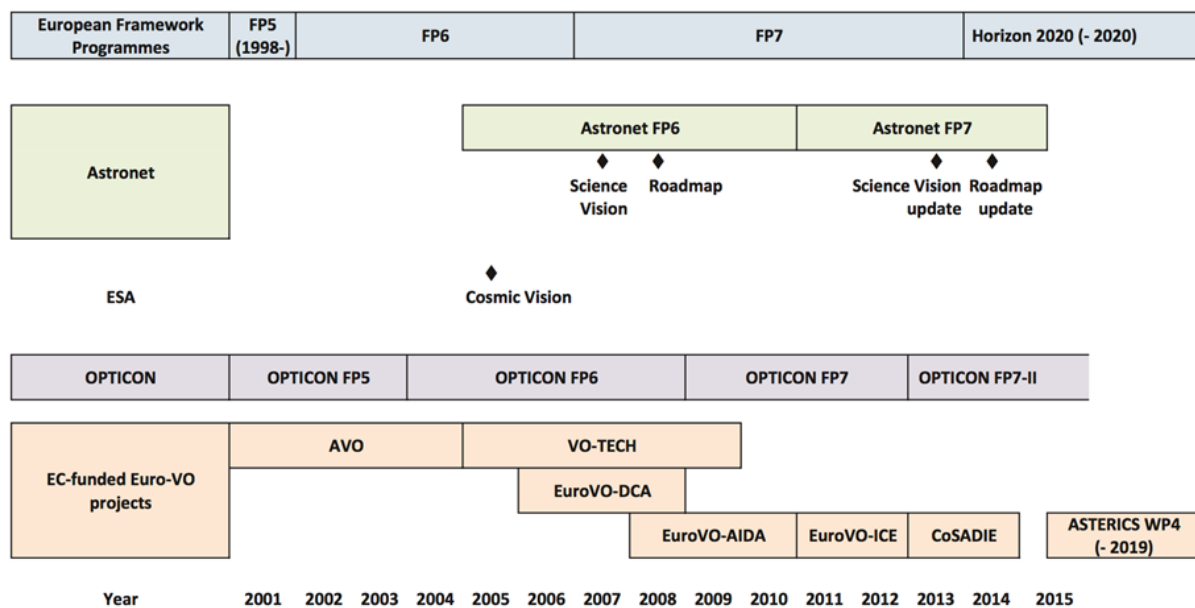 European Framework
Programmes
FP5
(1998-)
FP6
FP7
Horizon 2020 (- 2020)
Astronet
Astronet FP6
Astronet FP7
Science
Vision
Roadmap
Science Vision
update
Roadmap
update
ESA
Cosmic Vision
OPTICON
OPTICON FP5
OPTICON FP6
OPTICON FP7
OPTICON FP7-II
EC-funded Euro-VO
projects
AVO
VO-TECH
EuroVO-DCA
EuroVO-AIDA
EuroVO-ICE
CoSADIE
ASTERICS WP4
(- 2019)
Year 2001 2002 2003 2004 2005 2006 2007 2008 2009 2010 2011 2012 2013 2014 2015